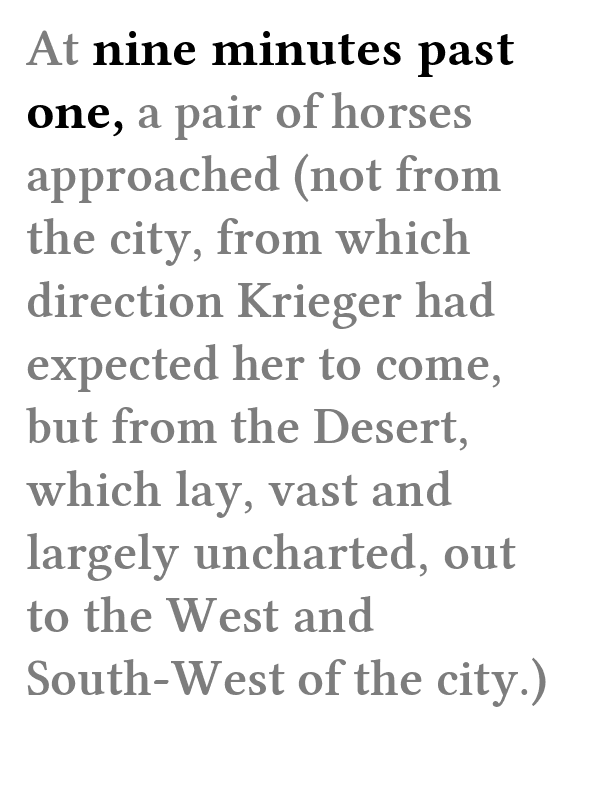 At nine minutes past
one, a pair of horses
approached (not from
the city, from which
direction Krieger had
expected her to come,
but from the Desert,
which lay, vast and
largely uncharted, out
to the West and
South-West of the city.)